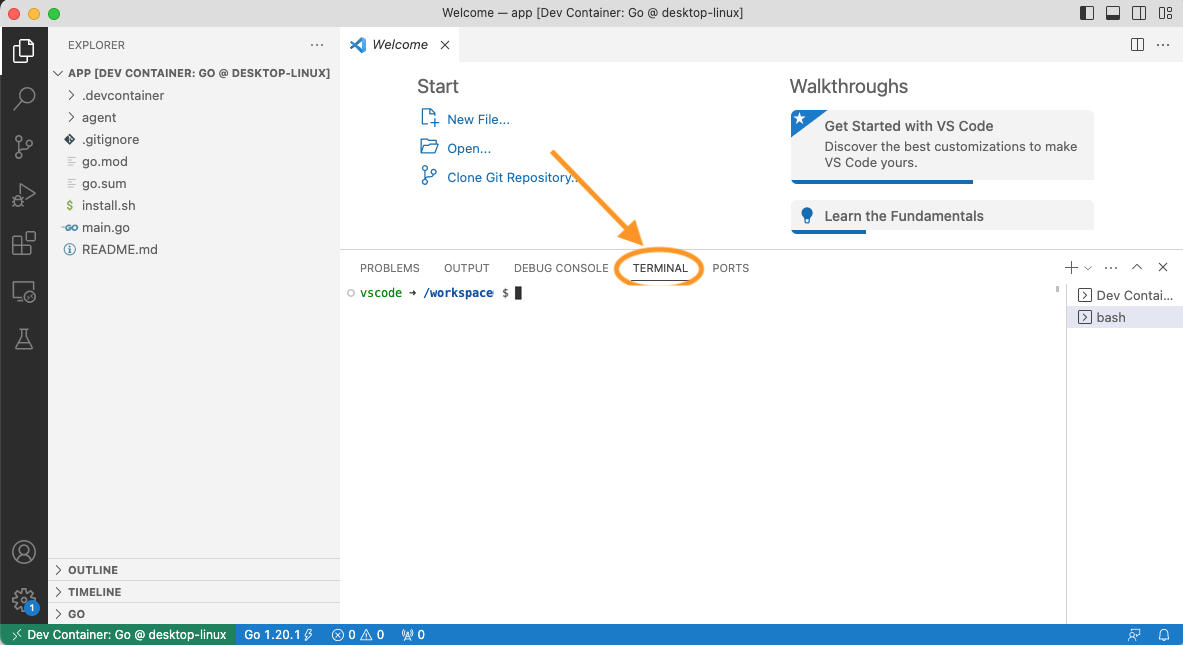 Welcome — app [Dev Container: Go @ desktop-linux]
EXPLORER
APP [DEV CONTAINER: GO @ DESKTOP-LINUX]
.devcontainer
agent
.gitignore
go.mod
go.sum
$ install.sh
GO main.go
README.md
OUTLINE
TIMELINE
GO
1
Welcome
Start
New File...
Open...
Clone Git Repository...
Walkthroughs
Get Started with VS Code
Discover the best customizations to make
VS Code yours.
Learn the Fundamentals
PROBLEMS OUTPUT DEBUG CONSOLE TERMINAL PORTS
vscode ➜ /workspace $
Dev Contai...
bash
Dev Container: Go @ desktop-linux Go 1.20.1 0 0 0